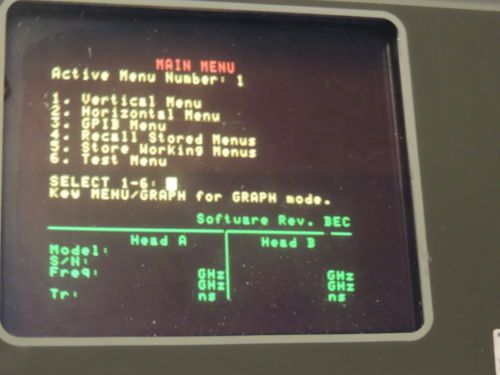 MAIN MENU
Active Menu Number: 1
1. Vertical Menu
2. Horizontal Menu
3. GPIB Menu
4. Recall Stored Menus
5. Store Working Menus
6. Test Menu
SELECT 1-6:
Key MENU/GRAPH for GRAPH mode.
Software Rev. BEC
Head A Head B
Model:
S/N:
Freq: GHz GHz
GHz GHz
Tr: ns ns